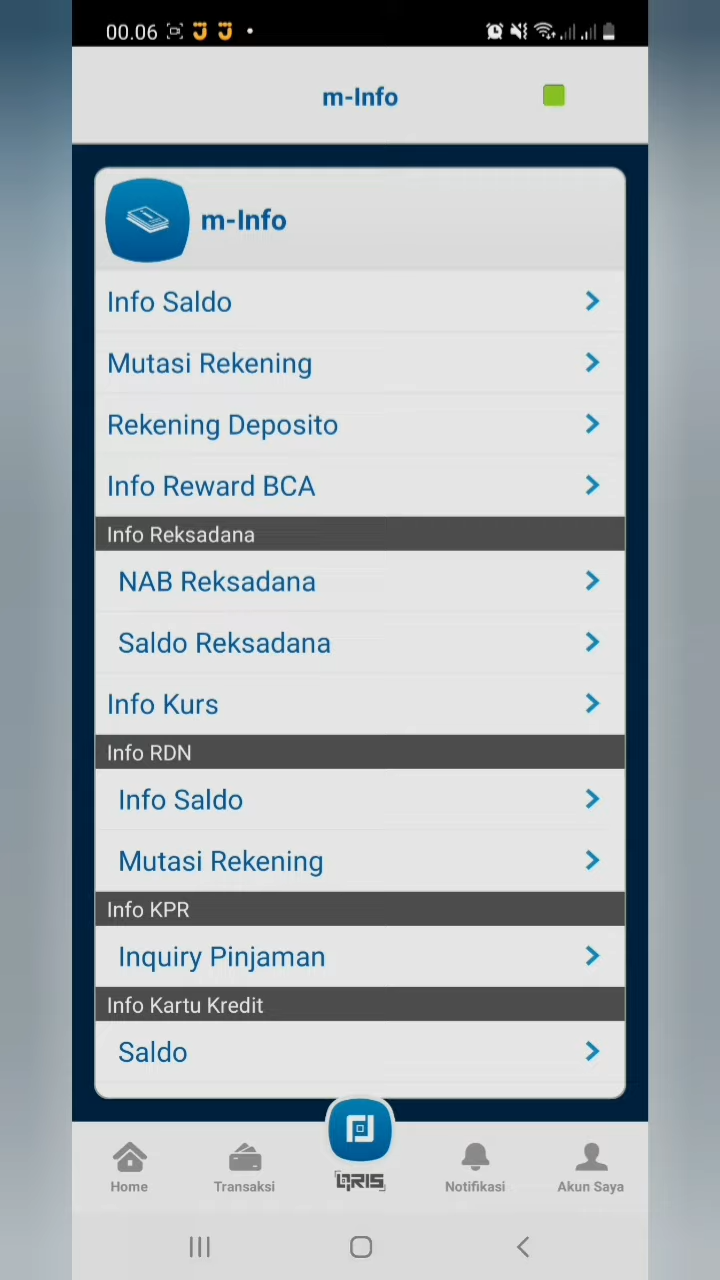 00.06
m-Info
m-Info
Info Saldo
Mutasi Rekening
Rekening Deposito
Info Reward BCA
Info Reksadana
NAB Reksadana
Saldo Reksadana
Info Kurs
Info RDN
Info Saldo
Mutasi Rekening
Info KPR
Inquiry Pinjaman
Info Kartu Kredit
Saldo
Home
Transaksi
QRIS
Notifikasi
Akun Saya